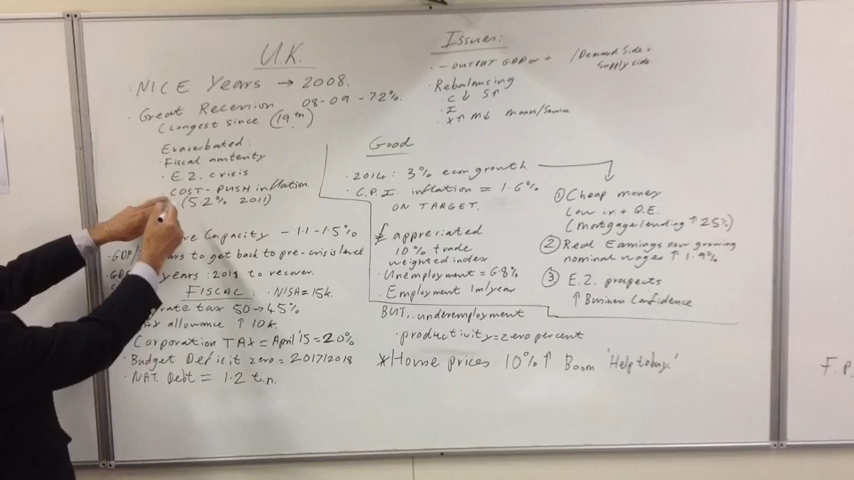 U.K.
· NICE Years → 2008.
· Great Recession 08-09 -7.2%.
(Longest since (19th)
Exacerbated:
· Fiscal austerity
· E.Z. crisis
· COST-PUSH inflation
(5.2% 2011)
Capacity - 1.1-1.5%
· GDP to get back to pre-crisis level
years: 2018 to recover.
FISCAL: · NISA = 15k.
rate tax 50→45%
allowance ↑ 10k.
Corporation TAX = April '15 = 20%
· Budget Deficit zero = 2017/2018
· NAT. Debt = 1.2 t.n.
Issues:
· - OUTPUT GAP or + /Demand side +
Supply side
· Rebalancing
· C↓ S↑
· I
· X↑ M↓ Manu/Service
Good
· 2014: 3% econ growth
· C.P.I. inflation = 1.6%
ON TARGET.
£ appreciated
10% trade
weighted index
· Unemployment = 6.8%
· Employment 1m/year
BUT, underemployment
· productivity = zero percent
* House prices 10% ↑ Boom 'Help to buy'
① Cheap money
Low ir + Q.E.
(mortgage lending ↑ 25%)
② Real Earnings now growing
nominal wages ↑ 1.9%
③ E.Z. prospects
↑ Business Confidence
F.P.